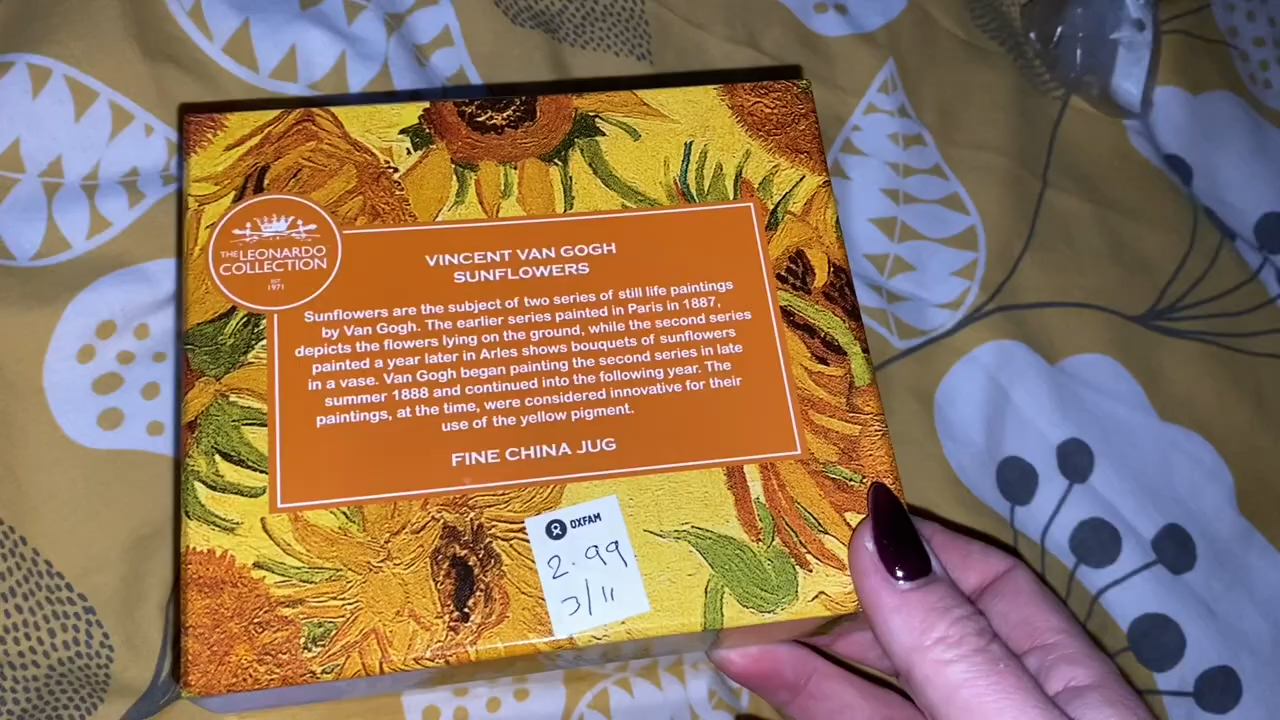 THE LEONARDO
COLLECTION
EST
1971
VINCENT VAN GOGH
SUNFLOWERS
Sunflowers are the subject of two series of still life paintings
by Van Gogh. The earlier series painted in Paris in 1887,
depicts the flowers lying on the ground, while the second series
painted a year later in Arles shows bouquets of sunflowers
in a vase. Van Gogh began painting the second series in late
summer 1888 and continued into the following year. The
paintings, at the time, were considered innovative for their
use of the yellow pigment.
FINE CHINA JUG
OXFAM
2.99
3/11